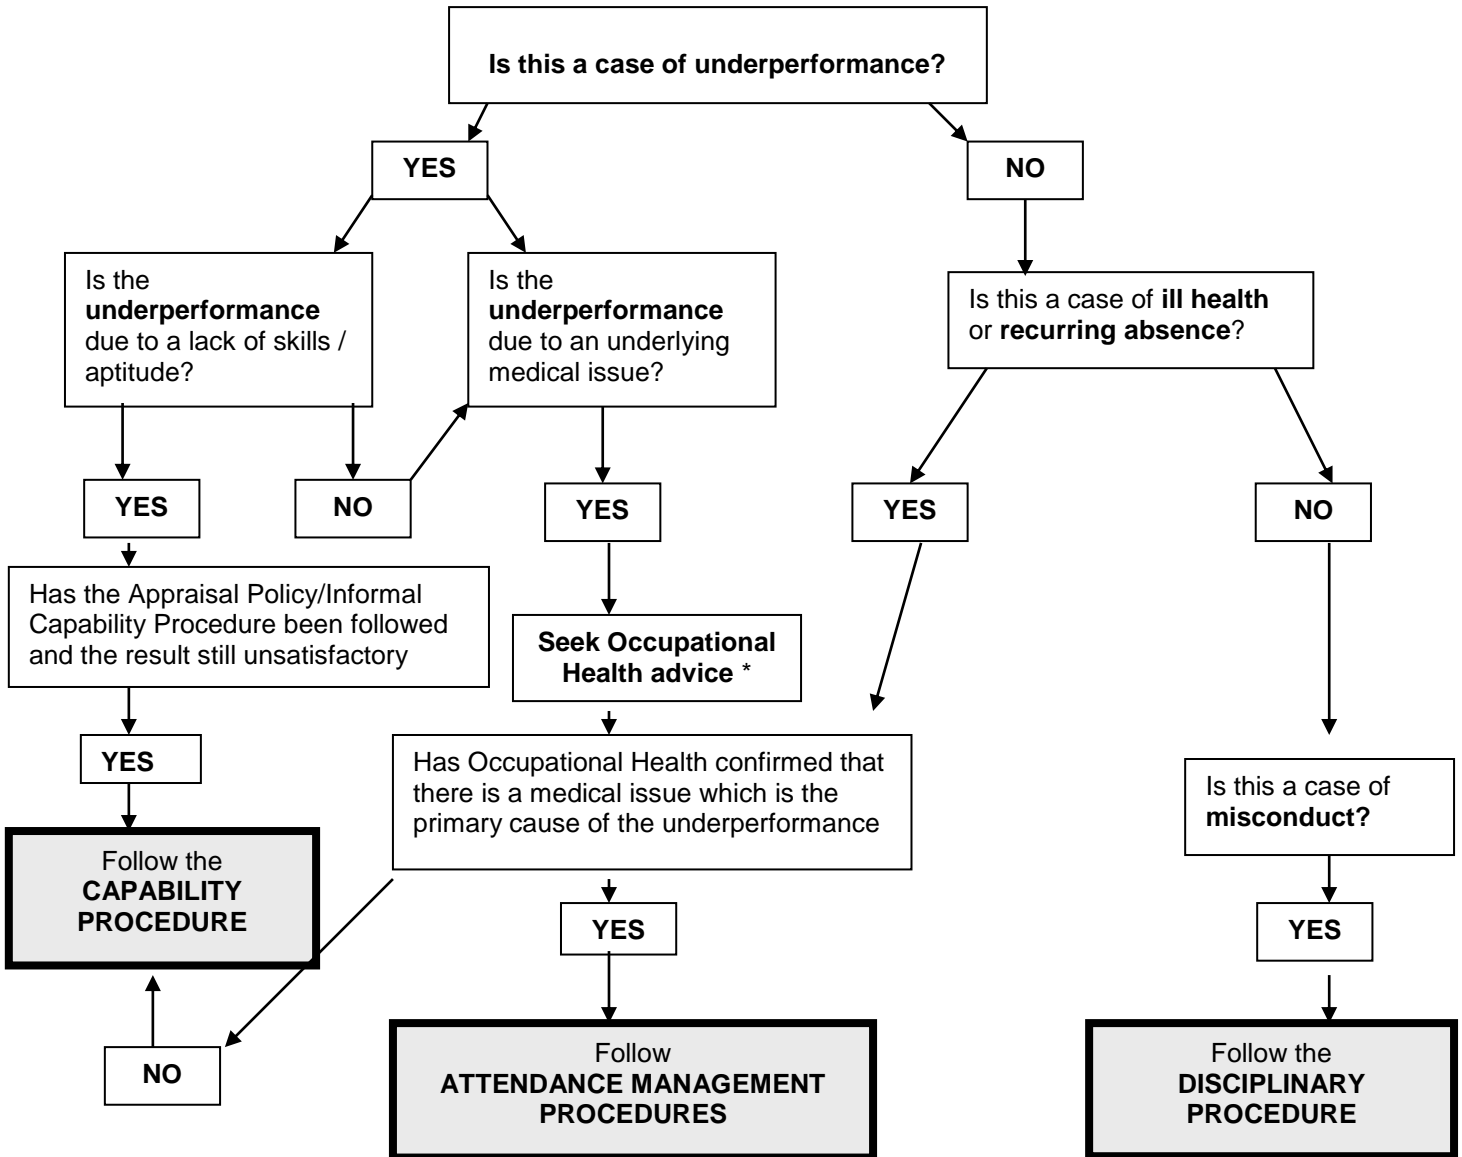 Is this a case of underperformance?
YES
NO
Is the
underperformance
due to a lack of skills /
aptitude?
Is the
underperformance
due to an underlying
medical issue?
Is this a case of ill health
or recurring absence?
YES
NO
YES
YES
NO
Has the Appraisal Policy/Informal
Capability Procedure been followed
and the result still unsatisfactory
Seek Occupational
Health advice *
YES
Has Occupational Health confirmed that
there is a medical issue which is the
primary cause of the underperformance
Is this a case of
misconduct?
Follow the
CAPABILITY
PROCEDURE
YES
YES
NO
Follow
ATTENDANCE MANAGEMENT
PROCEDURES
Follow the
DISCIPLINARY
PROCEDURE